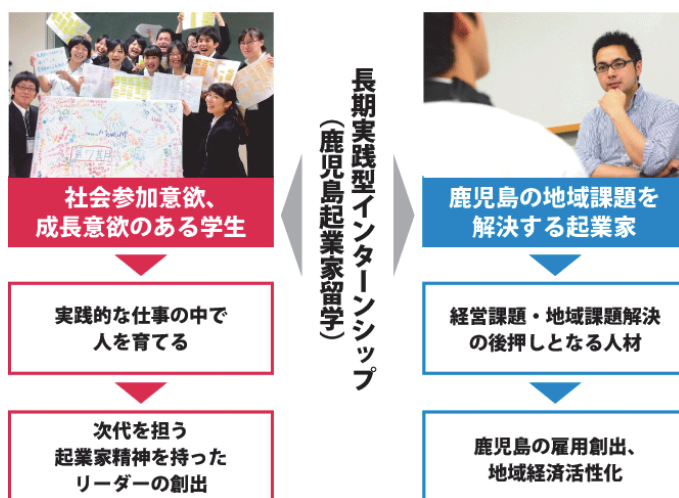 社会参加意欲、
成長意欲のある学生
実践的な仕事の中で
人を育てる
次代を担う
起業家精神を持った
リーダーの創出
長期実践型インターンシップ
(鹿児島起業家留学)
鹿児島の地域課題を
解決する起業家
経営課題・地域課題解決
の後押しとなる人材
鹿児島の雇用創出、
地域経済活性化